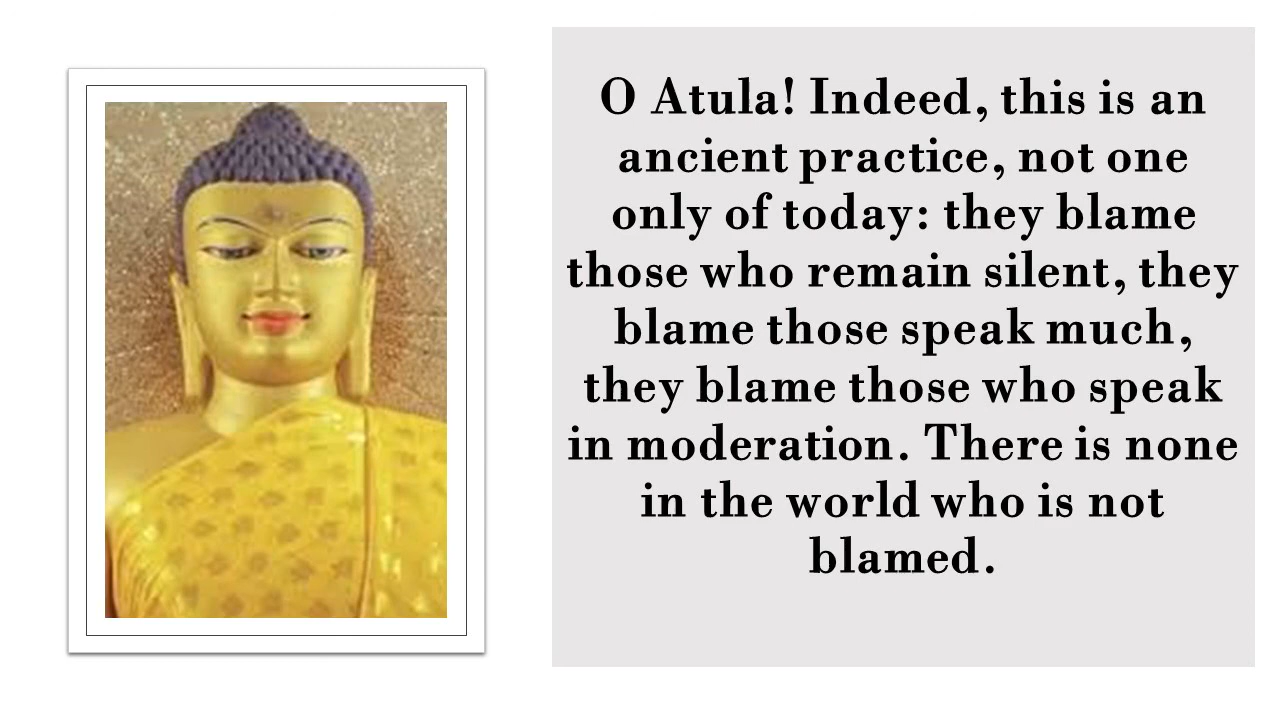 O Atula! Indeed, this is an
ancient practice, not one
only of today: they blame
those who remain silent, they
blame those speak much,
they blame those who speak
in moderation. There is none
in the world who is not
blamed.